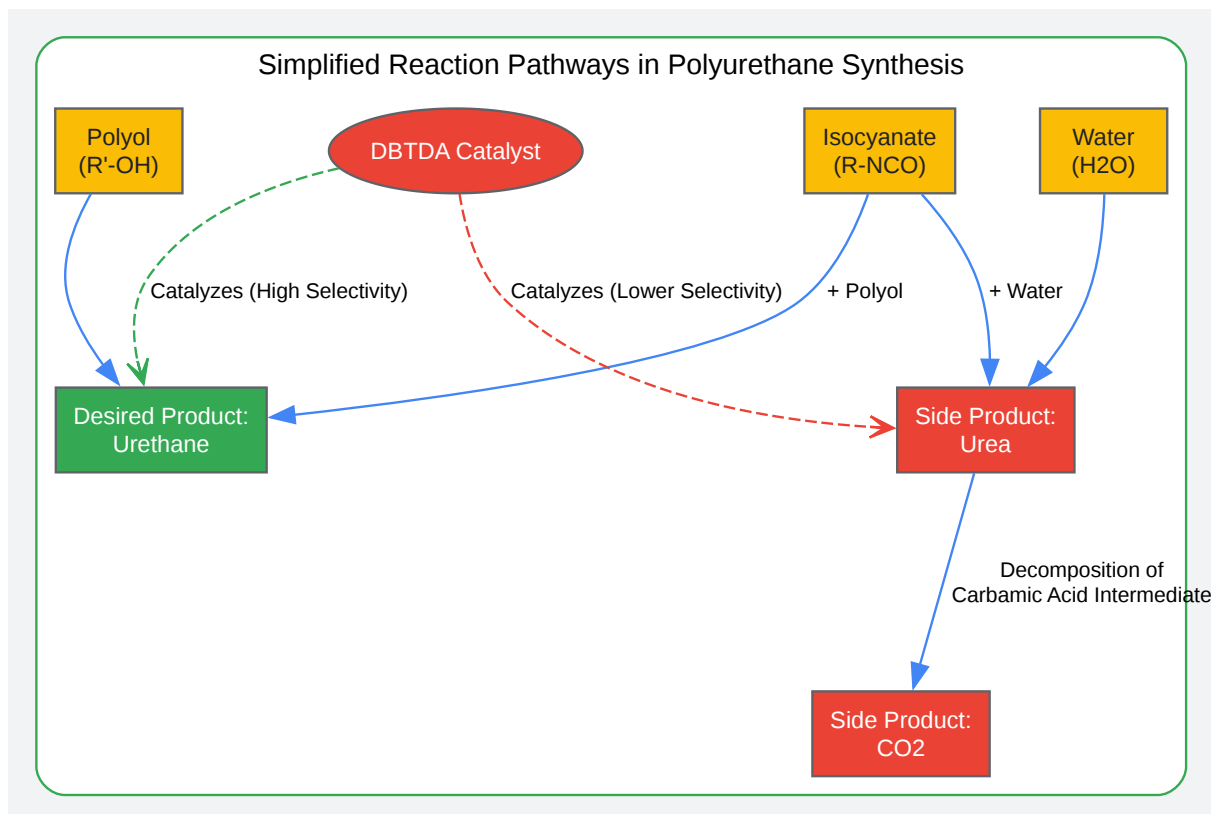 Simplified Reaction Pathways in Polyurethane Synthesis
Polyol
(R'-OH)
DBTDA Catalyst
Isocyanate
(R-NCO)
Water
(H2O)
Catalyzes (High Selectivity)
Catalyzes (Lower Selectivity)
+ Polyol
+ Water
Desired Product:
Urethane
Side Product:
Urea
Decomposition of
Carbamic Acid Intermediate
Side Product:
CO2